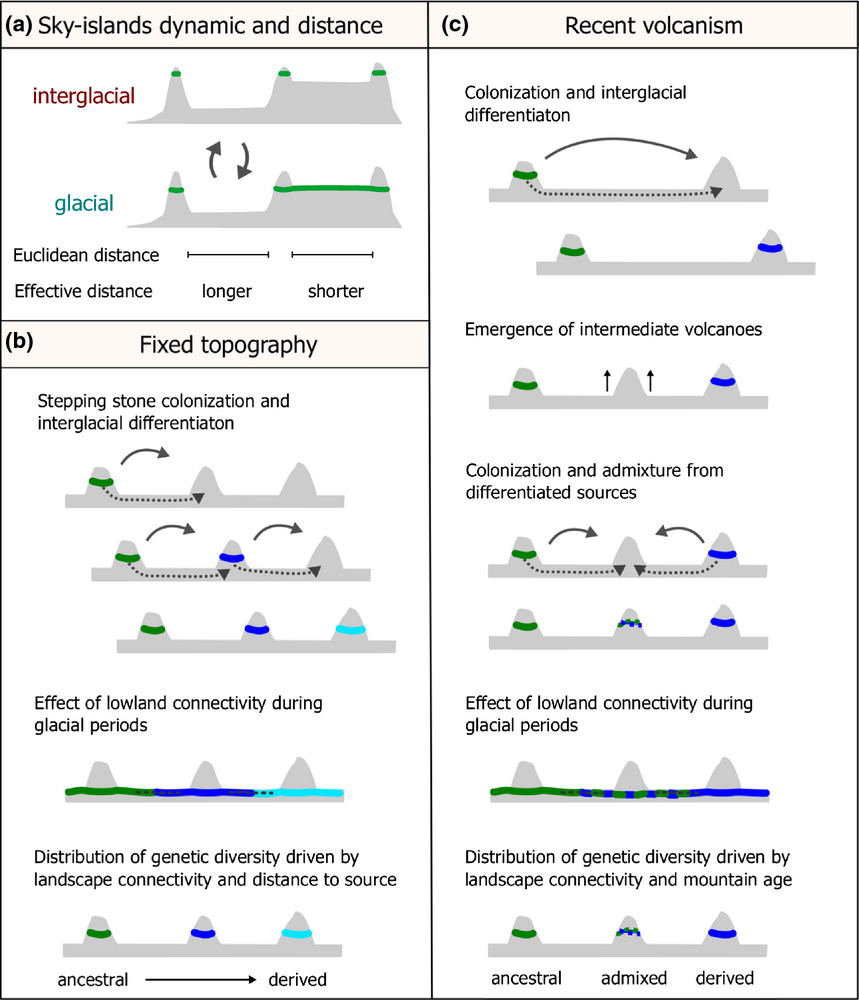 (a) Sky-islands dynamic and distance
interglacial
glacial
Euclidean distance
Effective distance longer shorter
(b) Fixed topography
Stepping stone colonization and
interglacial differentiaton
Effect of lowland connectivity during
glacial periods
Distribution of genetic diversity driven by
landscape connectivity and distance to source
ancestral derived
(c) Recent volcanism
Colonization and interglacial
differentiaton
Emergence of intermediate volcanoes
Colonization and admixture from
differentiated sources
Effect of lowland connectivity during
glacial periods
Distribution of genetic diversity driven by
landscape connectivity and mountain age
ancestral admixed derived